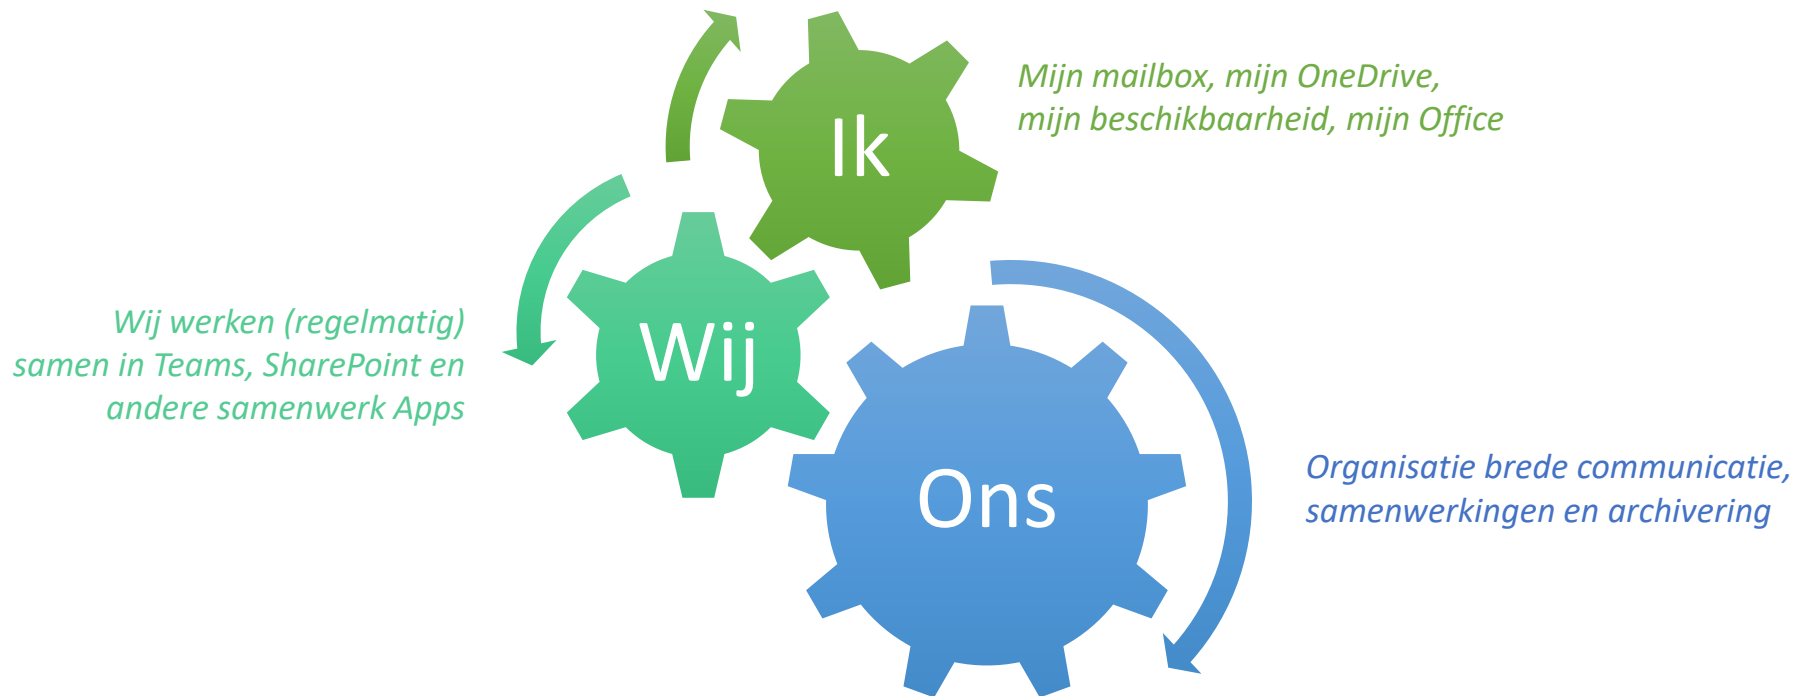 Ik
Mijn mailbox, mijn OneDrive,
mijn beschikbaarheid, mijn Office
Wij werken (regelmatig)
samen in Teams, SharePoint en
andere samenwerk Apps
Wij
Ons
Organisatie brede communicatie,
samenwerkingen en archivering